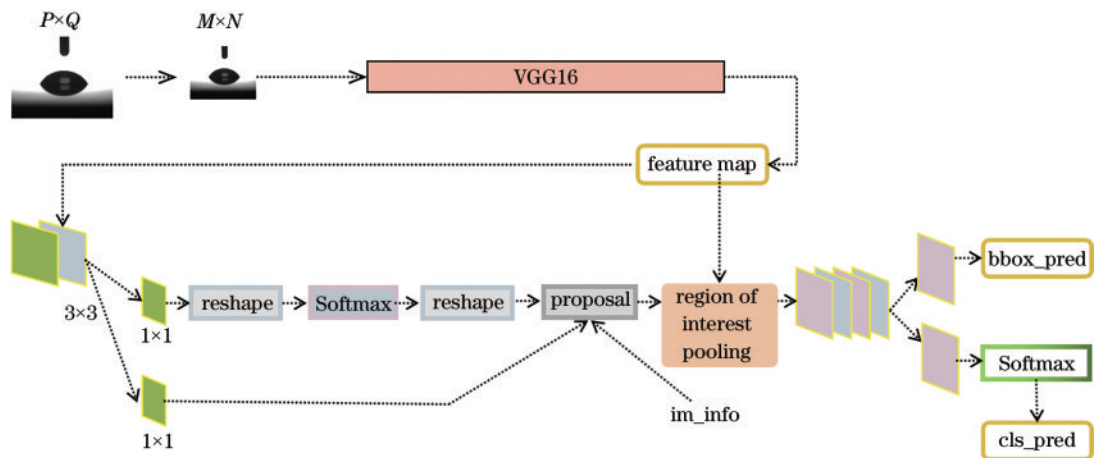 P×Q
M×N
VGG16
feature map
3×3
1×1
reshape
Softmax
reshape
proposal
region of
interest
pooling
bbox_pred
Softmax
cls_pred
1×1
im_info